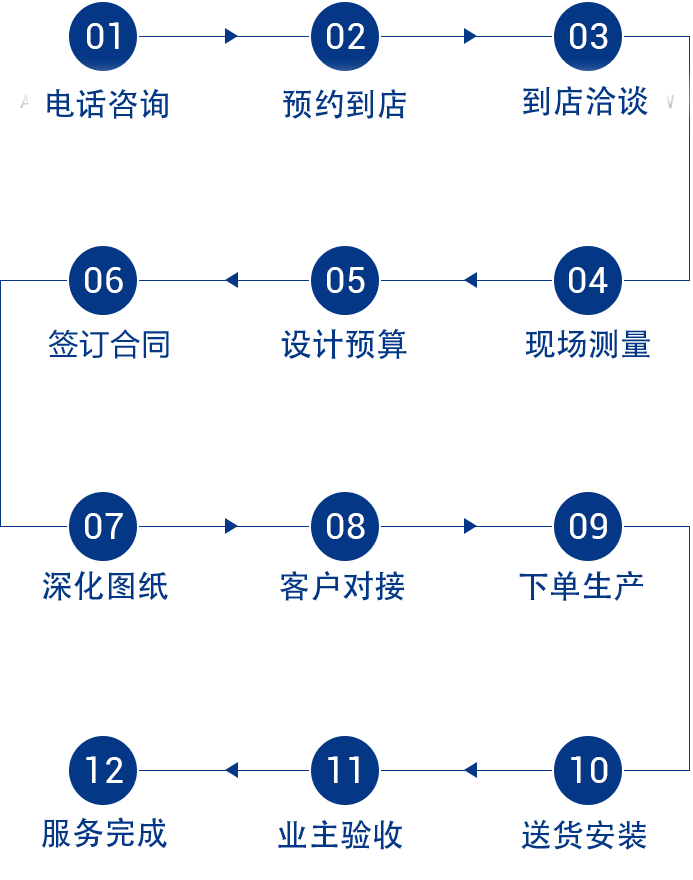 01 02 03
电话咨询 预约到店 到店洽谈
06 05 04
签订合同 设计预算 现场测量
07 08 09
深化图纸 客户对接 下单生产
12 11 10
服务完成 业主验收 送货安装